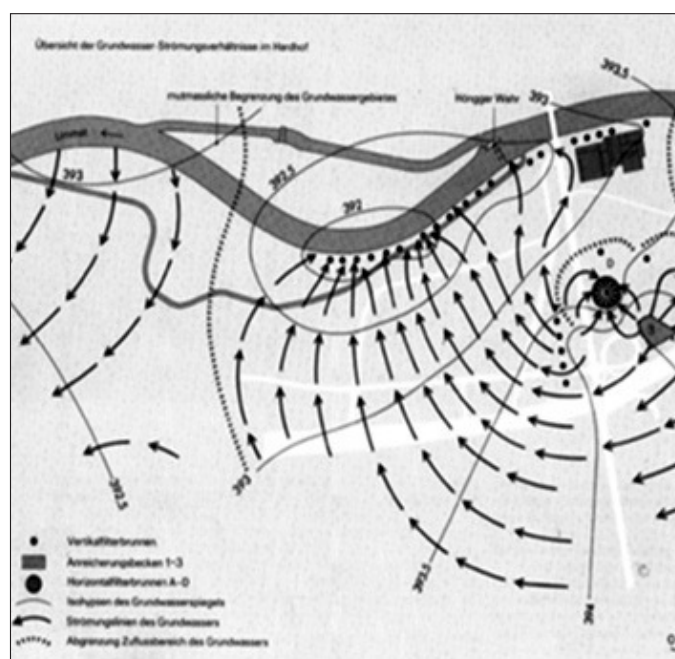 Übersicht der Grundwasser-Strömungsverhältnisse im Hardhof
393.5
392
mutmassliche Begrenzung des Grundwassergebietes
Höngger Wehr
Limmat
393
392.5
392
D
392.5
393
393.5
394
Vertikalfilterbrunnen
Anreicherungsbecken 1-3
Horizontalfilterbrunnen A-D
Isohypsen des Grundwasserspiegels
Strömungslinien des Grundwassers
Abgrenzung Zuflussbereich des Grundwassers